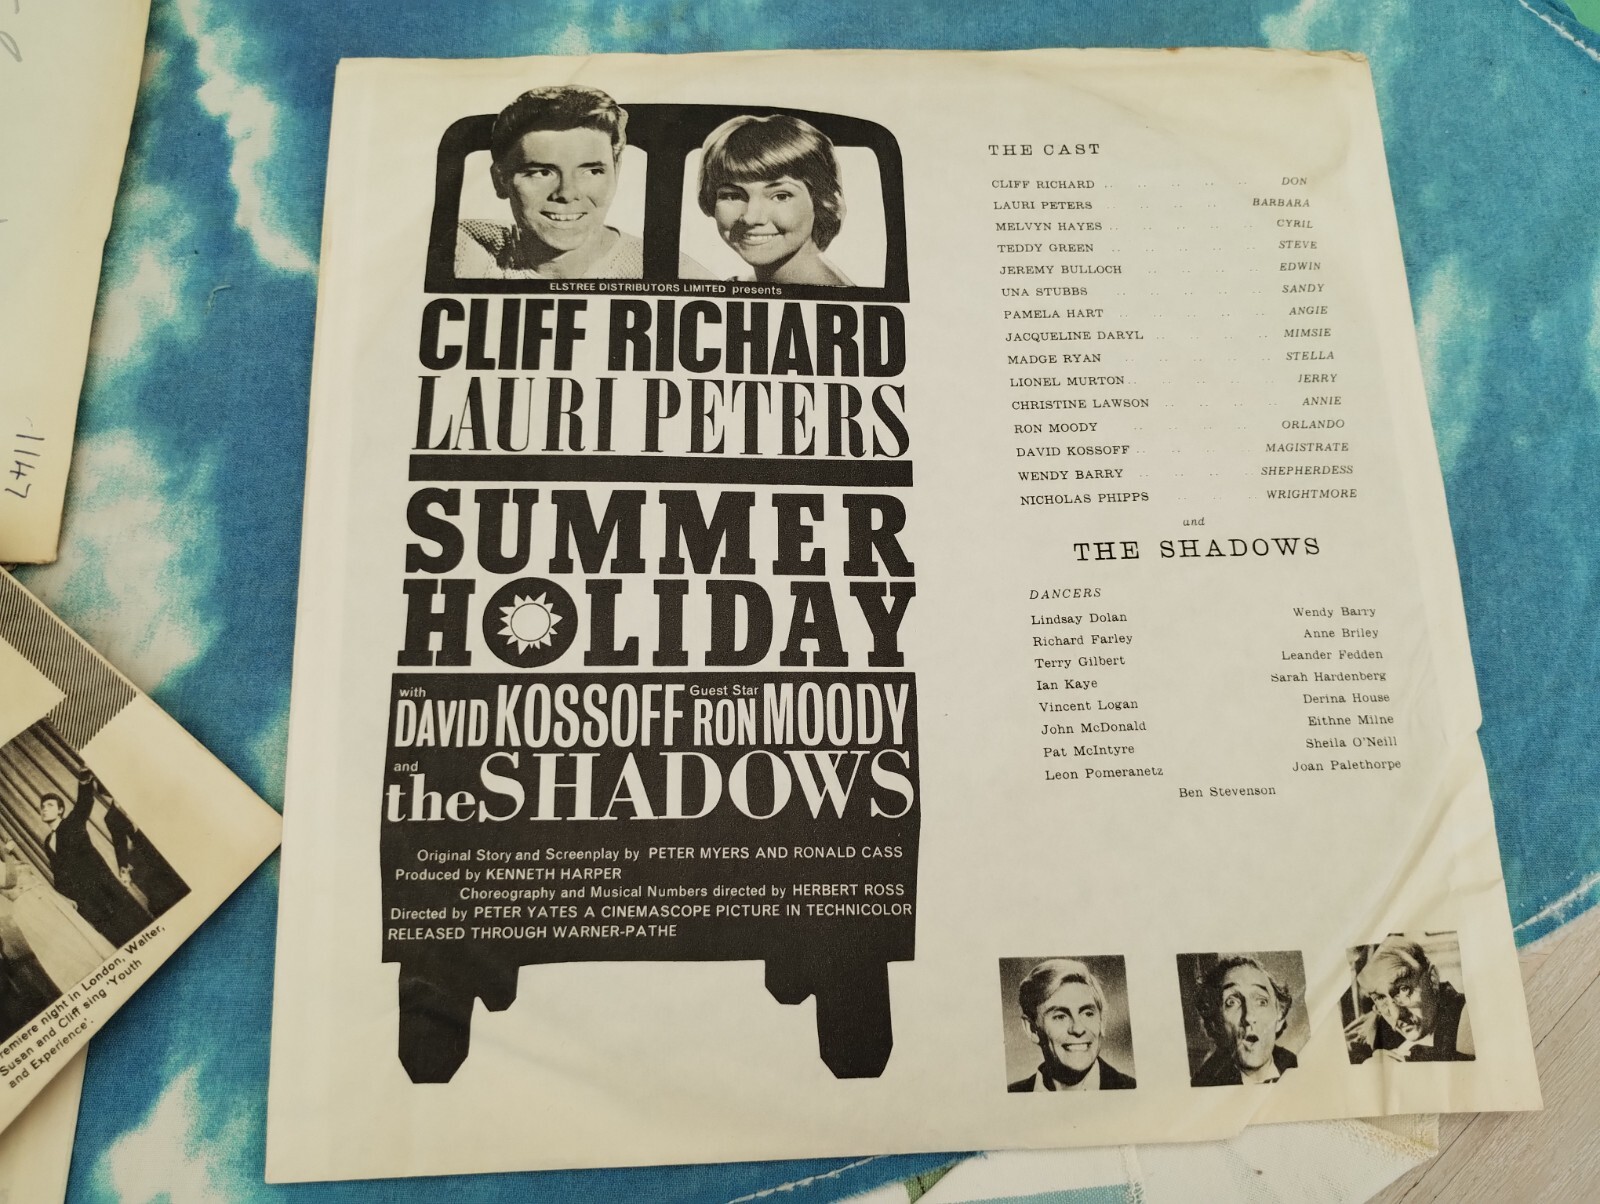 ELSTREE DISTRIBUTORS LIMITED presents
CLIFF RICHARD
LAURI PETERS
SUMMER
HOLIDAY
with DAVID KOSSOFF Guest Star RON MOODY
and the SHADOWS
Original Story and Screenplay by PETER MYERS AND RONALD CASS
Produced by KENNETH HARPER
Choreography and Musical Numbers directed by HERBERT ROSS
Directed by PETER YATES A CINEMASCOPE PICTURE IN TECHNICOLOR
RELEASED THROUGH WARNER-PATHE
THE CAST
CLIFF RICHARD .. .. .. .. .. DON
LAURI PETERS .. .. .. .. BARBARA
MELVYN HAYES .. .. .. .. .. CYRIL
TEDDY GREEN .. .. .. .. .. STEVE
JEREMY BULLOCH .. .. .. .. EDWIN
UNA STUBBS .. .. .. .. .. SANDY
PAMELA HART .. .. .. .. .. ANGIE
JACQUELINE DARYL .. .. .. .. MIMSIE
MADGE RYAN .. .. .. .. .. STELLA
LIONEL MURTON .. .. .. .. .. JERRY
CHRISTINE LAWSON .. .. .. .. ANNIE
RON MOODY .. .. .. .. ORLANDO
DAVID KOSSOFF .. .. .. MAGISTRATE
WENDY BARRY .. .. .. .. SHEPHERDESS
NICHOLAS PHIPPS .. .. .. WRIGHTMORE
and
THE SHADOWS
DANCERS
Lindsay Dolan Wendy Barry
Richard Farley Anne Briley
Terry Gilbert Leander Fedden
Ian Kaye Sarah Hardenberg
Vincent Logan Derina House
John McDonald Eithne Milne
Pat McIntyre Sheila O'Neill
Leon Pomeranetz Joan Palethorpe
Ben Stevenson
remiere night in London, Walter,
Susan and Cliff sing 'Youth
and Experience'.